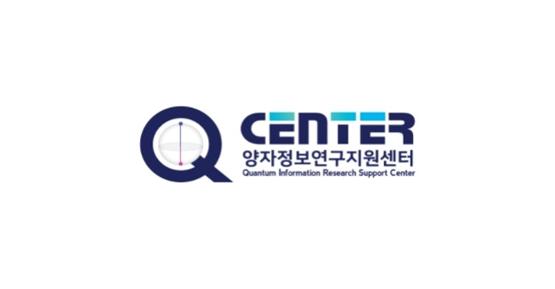 Q CENTER
양자정보연구지원센터
Quantum Information Research Support Center